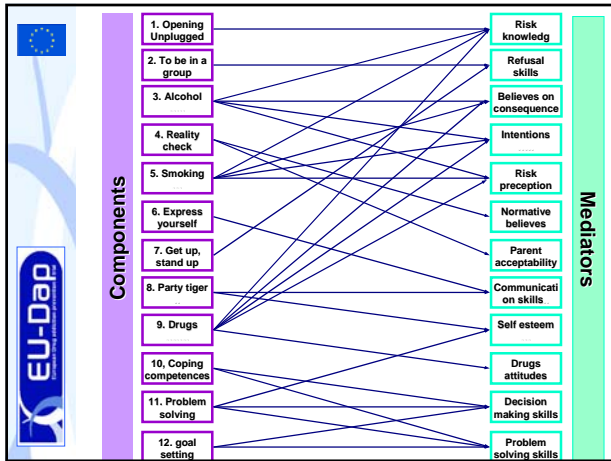 Components
1. Opening
Unplugged
2. To be in a
group
3. Alcohol
4. Reality
check
5. Smoking
6. Express
yourself
7. Get up,
stand up
8. Party tiger
9. Drugs
10, Coping
competences
11. Problem
solving
12. goal
setting
Risk
knowledg
Refusal
skills
Believes on
consequence
Intentions
Risk
preception
Normative
believes
Parent
acceptability
Communicati
on skills
Self esteem
Drugs
attitudes
Decision
making skills
Problem
solving skills
Mediators
EU-Dap